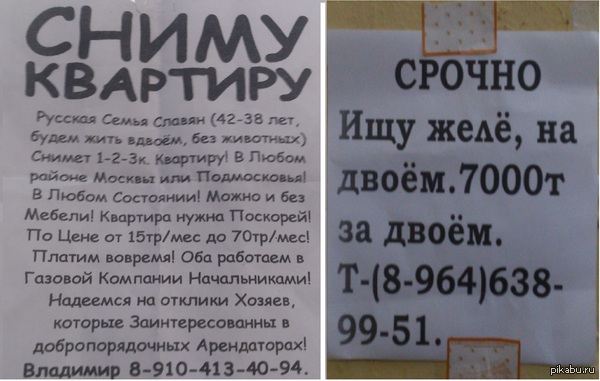 СНИМУ
КВАРТИРУ
Русская Семья Славян (42-38 лет,
будем жить вдвоём, без животных)
Снимет 1-2-3к. Квартиру! В Любом
районе Москвы или Подмосковья!
В Любом Состоянии! Можно и без
Мебели! Квартира нужна Поскорей!
По Цене от 15тр/мес до 70тр/мес!
Платим вовремя! Оба работаем в
Газовой Компании Начальниками!
Надеемся на отклики Хозяев,
которые Заинтересованны в
добропорядочных Арендаторах!
Владимир 8-910-413-40-94.
СРОЧНО
Ищу желё, на
двоём.7000т
за двоём.
Т-(8-964)638-
99-51.
pikabu.ru